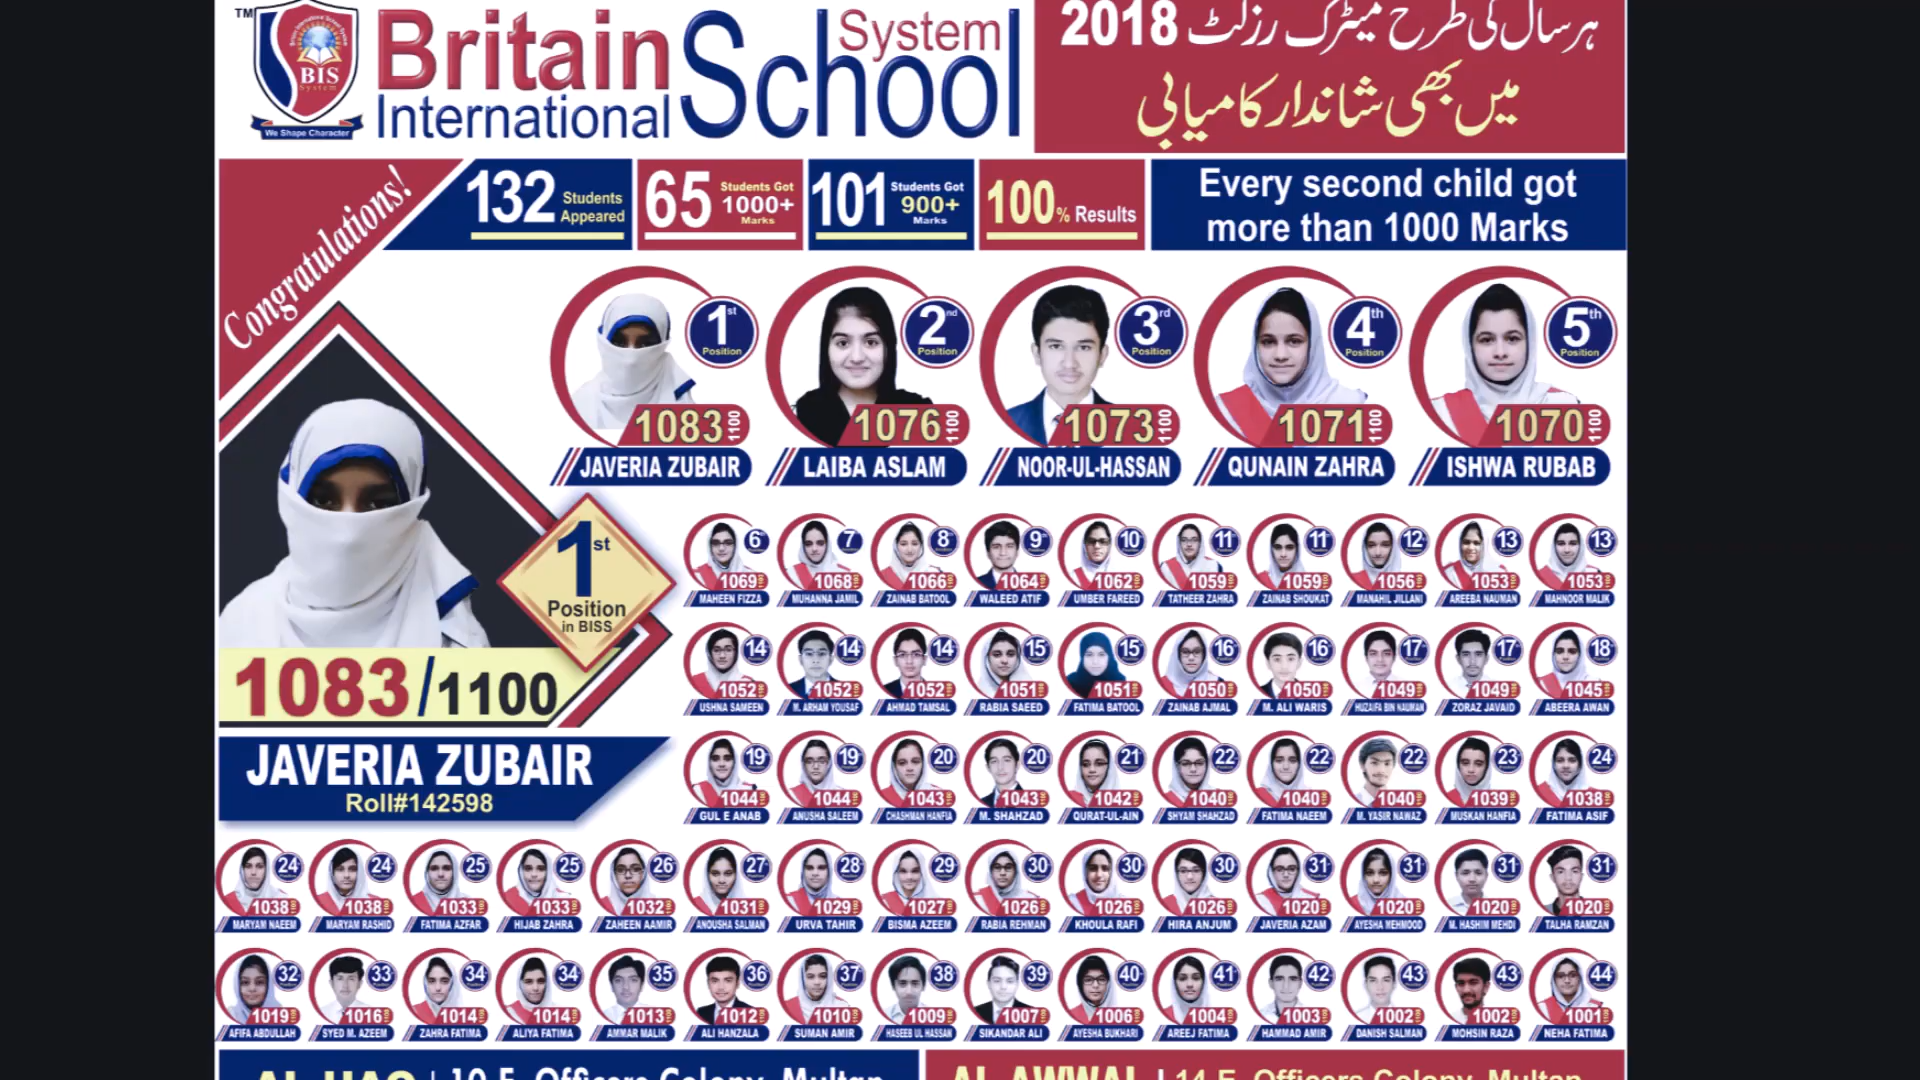 TM
BIS
System
We Shape Character
Britain
International
System
School
ہر سال کی طرح میٹرک رزلٹ 2018
میں بھی شاندار کامیابی
Congratulations!
132 Students Appeared
65 Students Got 1000+ Marks
101 Students Got 900+ Marks
100% Results
Every second child got
more than 1000 Marks
1st Position 1083 1100 JAVERIA ZUBAIR
2nd Position 1076 1100 LAIBA ASLAM
3rd Position 1073 1100 NOOR-UL-HASSAN
4th Position 1071 1100 QUNAIN ZAHRA
5th Position 1070 1100 ISHWA RUBAB
1st
Position
in BISS
1083/1100
JAVERIA ZUBAIR
Roll#142598
6 1069 MAHEEN FIZZA
7 1068 MUHANNA JAMIL
8 1066 ZAINAB BATOOL
9 1064 WALEED ATIF
10 1062 UMBER FAREED
11 1059 TATHEER ZAHRA
11 1059 ZAINAB SHOUKAT
12 1056 MANAHIL JILLANI
13 1053 AREEBA NAUMAN
13 1053 MAHNOOR MALIK
14 1052 USHNA SAMEEN
14 1052 M. ARHAM YOUSAF
14 1052 AHMAD TAMSAL
15 1051 RABIA SAEED
15 1051 FATIMA BATOOL
16 1050 ZAINAB AJMAL
16 1050 M. ALI WARIS
17 1049 HUZAIFA BIN NAUMAN
17 1049 ZORAZ JAVAID
18 1045 ABEERA AWAN
19 1044 GUL E ANAB
19 1044 ANUSHA SALEEM
20 1043 CHASHMAN HANFIA
20 1043 M. SHAHZAD
21 1042 QURAT-UL-AIN
22 1040 SHYAM SHAHZAD
22 1040 FATIMA NAEEM
22 1040 M. YASIR NAWAZ
23 1039 MUSKAN HANFIA
24 1038 FATIMA ASIF
24 1038 MARYAM NAEEM
24 1038 MARYAM RASHID
25 1033 FATIMA AZFAR
25 1033 HIJAB ZAHRA
26 1032 ZAHEEN AAMIR
27 1031 ANOUSHA SALMAN
28 1029 URVA TAHIR
29 1027 BISMA AZEEM
30 1026 RABIA REHMAN
30 1026 KHOULA RAFI
30 1026 HIRA ANJUM
31 1020 JAVERIA AZAM
31 1020 AYESHA MEHMOOD
31 1020 M. HASHIM MEHDI
31 1020 TALHA RAMZAN
32 1019 AFIFA ABDULLAH
33 1016 SYED M. AZEEM
34 1014 ZAHRA FATIMA
34 1014 ALIYA FATIMA
35 1013 AMMAR MALIK
36 1012 ALI HANZALA
37 1010 SUMAN AMIR
38 1009 HASEEB UL HASSAN
39 1007 SIKANDAR ALI
40 1006 AYESHA BUKHARI
41 1004 AREEJ FATIMA
42 1003 HAMMAD AMIR
43 1002 DANISH SALMAN
43 1002 MOHSIN RAZA
44 1001 NEHA FATIMA
AL-HAQ | 10-E, Officers Colony, Multan
AL-AWWAL | 14-E, Officers Colony, Multan